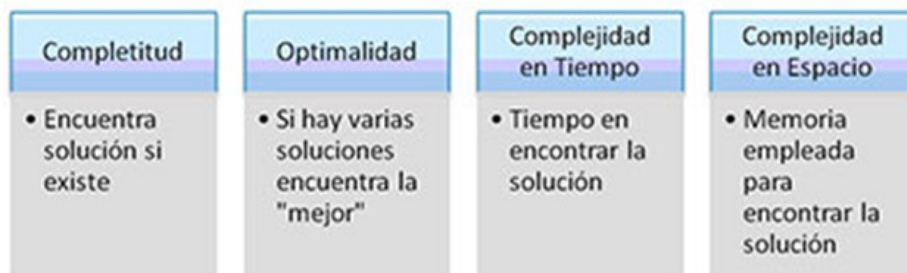 Completitud
• Encuentra
solución si
existe
Optimalidad
• Si hay varias
soluciones
encuentra la
"mejor"
Complejidad
en Tiempo
• Tiempo en
encontrar la
solución
Complejidad
en Espacio
• Memoria
empleada
para
encontrar la
solución